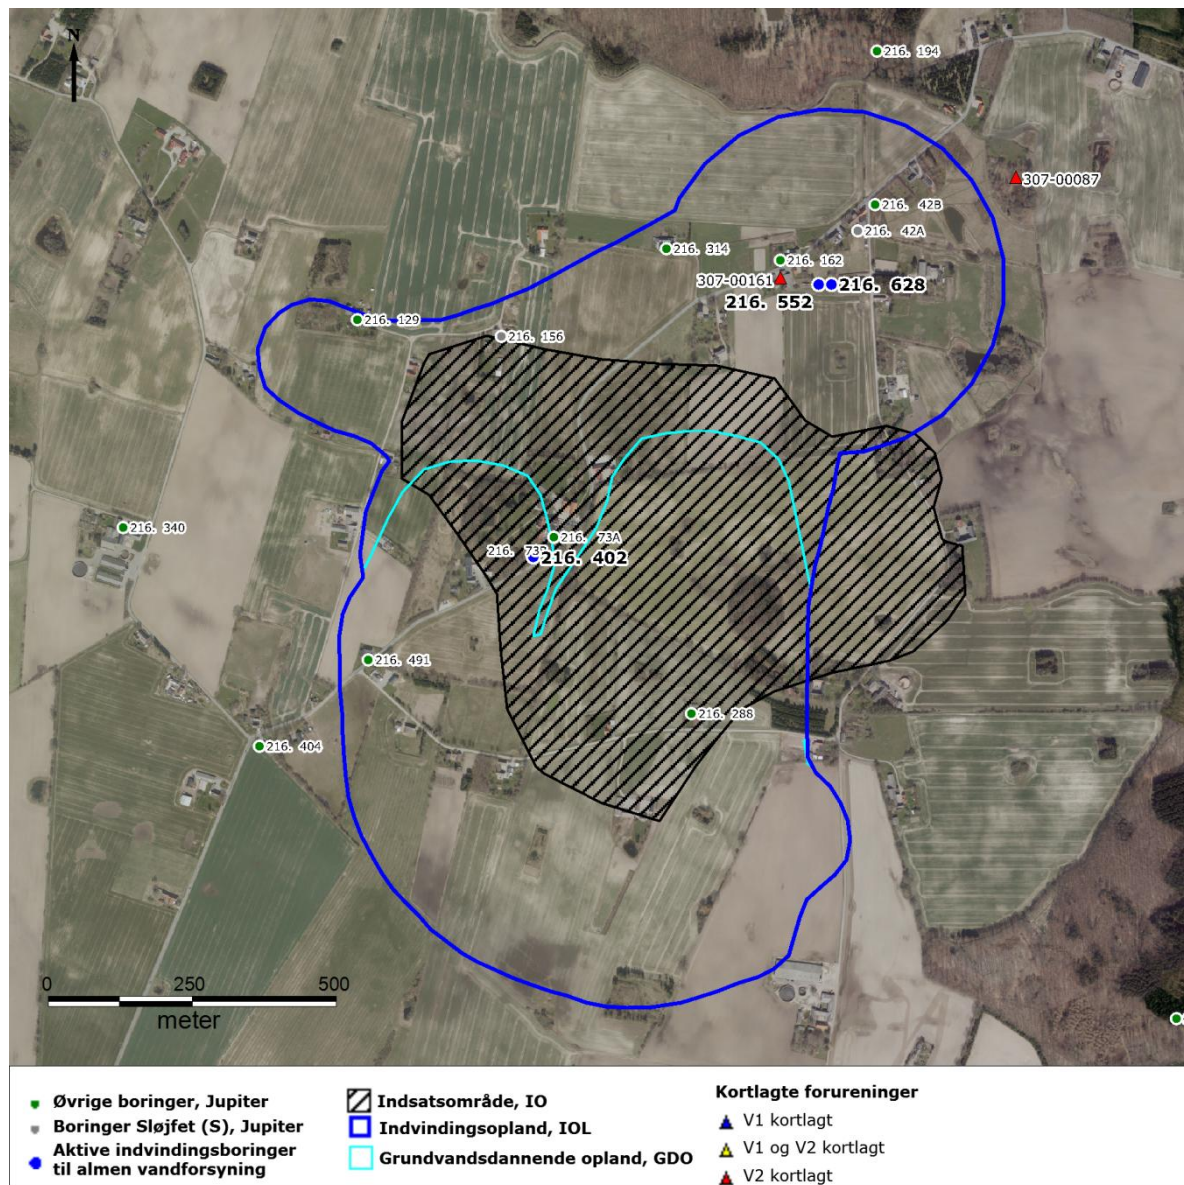 N
216. 194
307-00087
216. 42B
216. 42A
216. 314
216. 162
307-00161
216. 628
216. 552
216. 129
216. 156
216. 340
216. 73A
216.
216. 402
216. 491
216. 288
216. 404
0 250 500
meter
Øvrige boringer, Jupiter
Boringer Sløjfet (S), Jupiter
Aktive indvindingsboringer
til almen vandforsyning
Indsatsområde, IO
Indvindingsopland, IOL
Grundvandsdannende opland, GDO
Kortlagte forureninger
V1 kortlagt
V1 og V2 kortlagt
V2 kortlagt